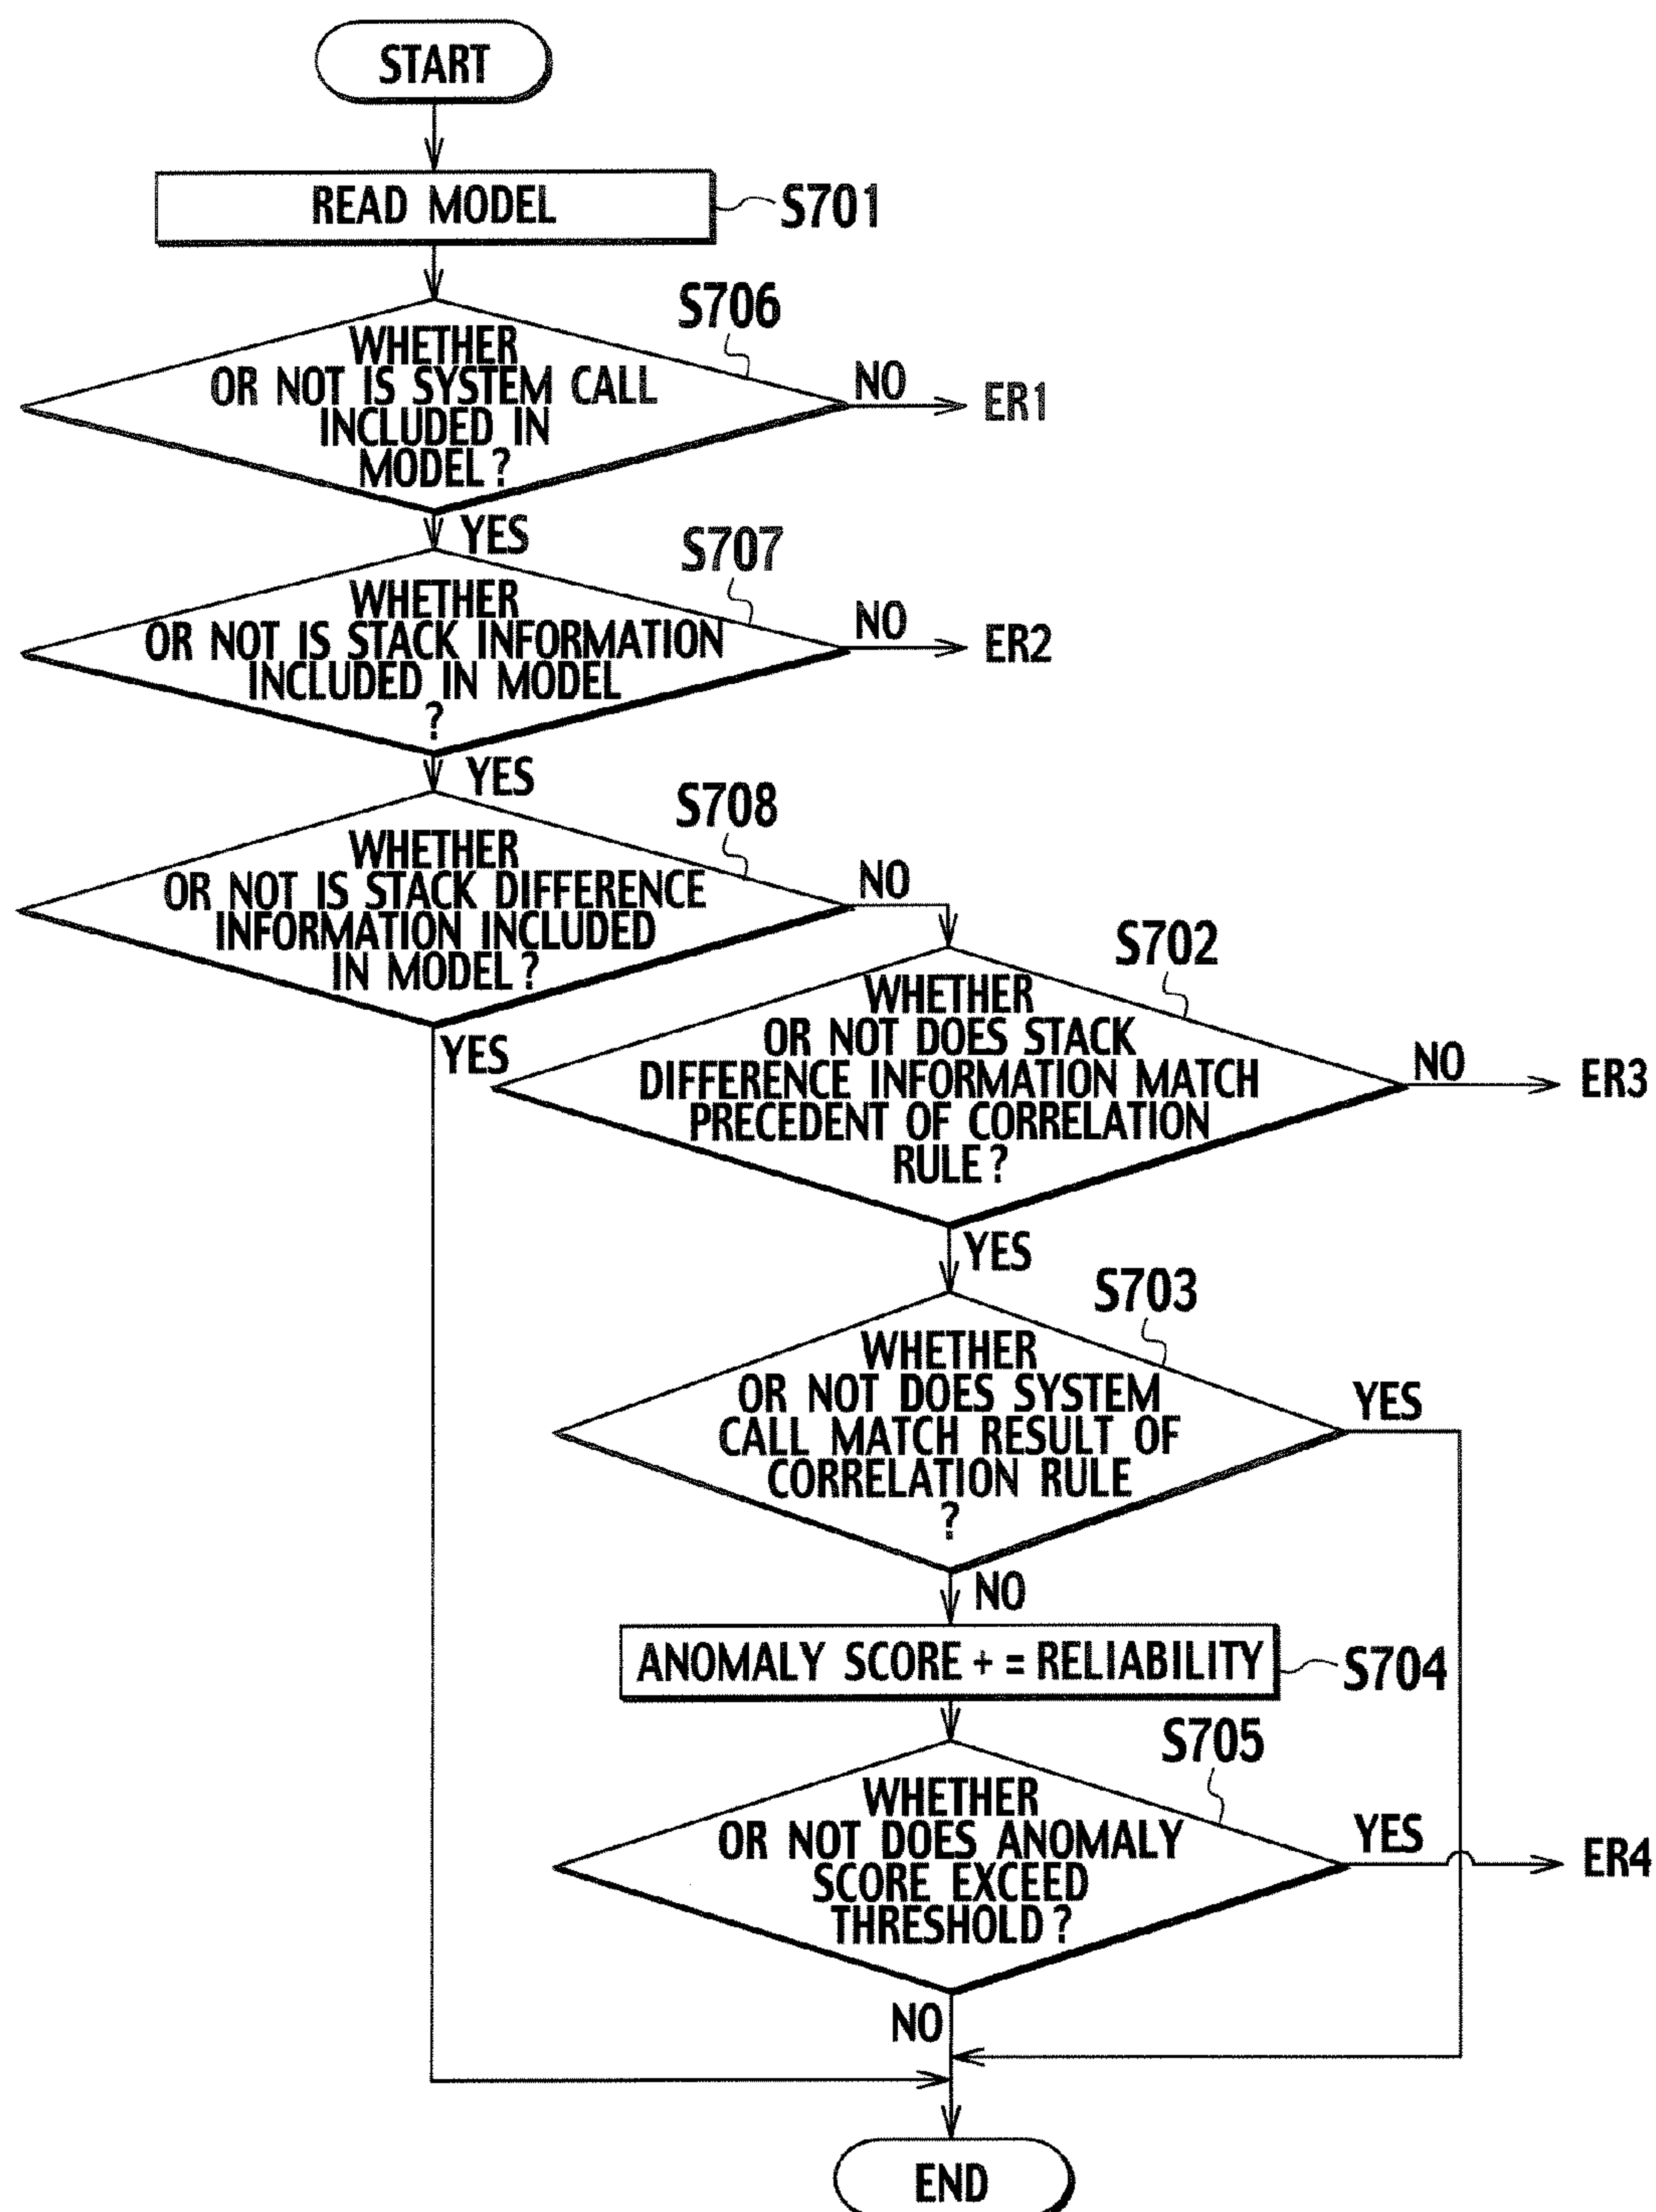 START
READ MODEL
S701
S706
WHETHER
OR NOT IS SYSTEM CALL
INCLUDED IN
MODEL ?
NO
ER1
YES
S707
WHETHER
OR NOT IS STACK INFORMATION
INCLUDED IN MODEL
?
NO
ER2
YES
S708
WHETHER
OR NOT IS STACK DIFFERENCE
INFORMATION INCLUDED
IN MODEL ?
NO
YES
S702
WHETHER
OR NOT DOES STACK
DIFFERENCE INFORMATION MATCH
PRECEDENT OF CORRELATION
RULE ?
NO
ER3
YES
S703
WHETHER
OR NOT DOES SYSTEM
CALL MATCH RESULT OF
CORRELATION RULE
?
YES
NO
ANOMALY SCORE + = RELIABILITY
S704
S705
WHETHER
OR NOT DOES ANOMALY
SCORE EXCEED
THRESHOLD ?
YES
ER4
NO
END